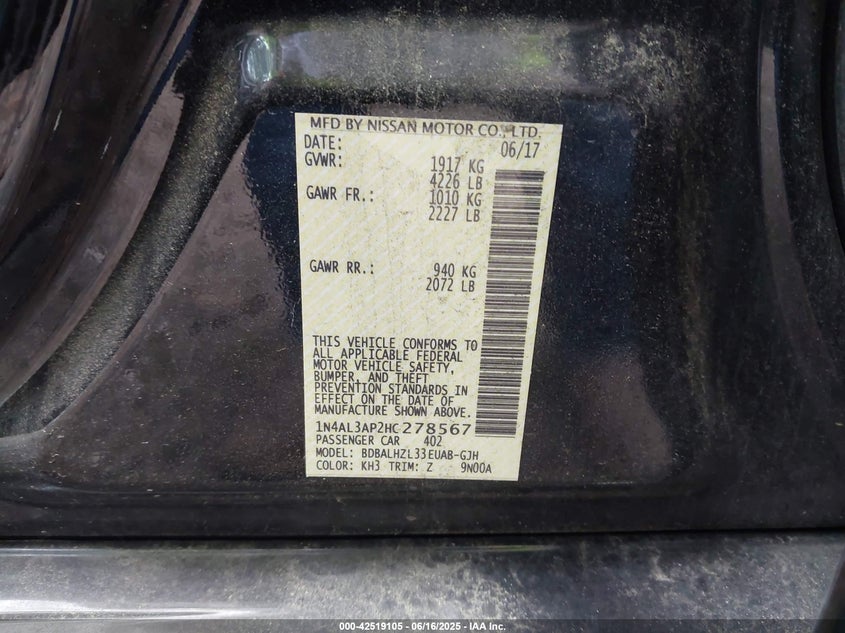 MFD BY NISSAN MOTOR CO., LTD.
DATE: 06/17
GVWR: 1917 KG
4226 LB
GAWR FR.: 1010 KG
2227 LB
GAWR RR.: 940 KG
2072 LB
THIS VEHICLE CONFORMS TO
ALL APPLICABLE FEDERAL
MOTOR VEHICLE SAFETY,
BUMPER, AND THEFT
PREVENTION STANDARDS IN
EFFECT ON THE DATE OF
MANUFACTURE SHOWN ABOVE.
1N4AL3AP2HC278567
PASSENGER CAR 402
MODEL: BDBALHZL33EUAB-GJH
COLOR: KH3 TRIM: Z 9N00A
000-42519105 - 06/16/2025 - IAA Inc.